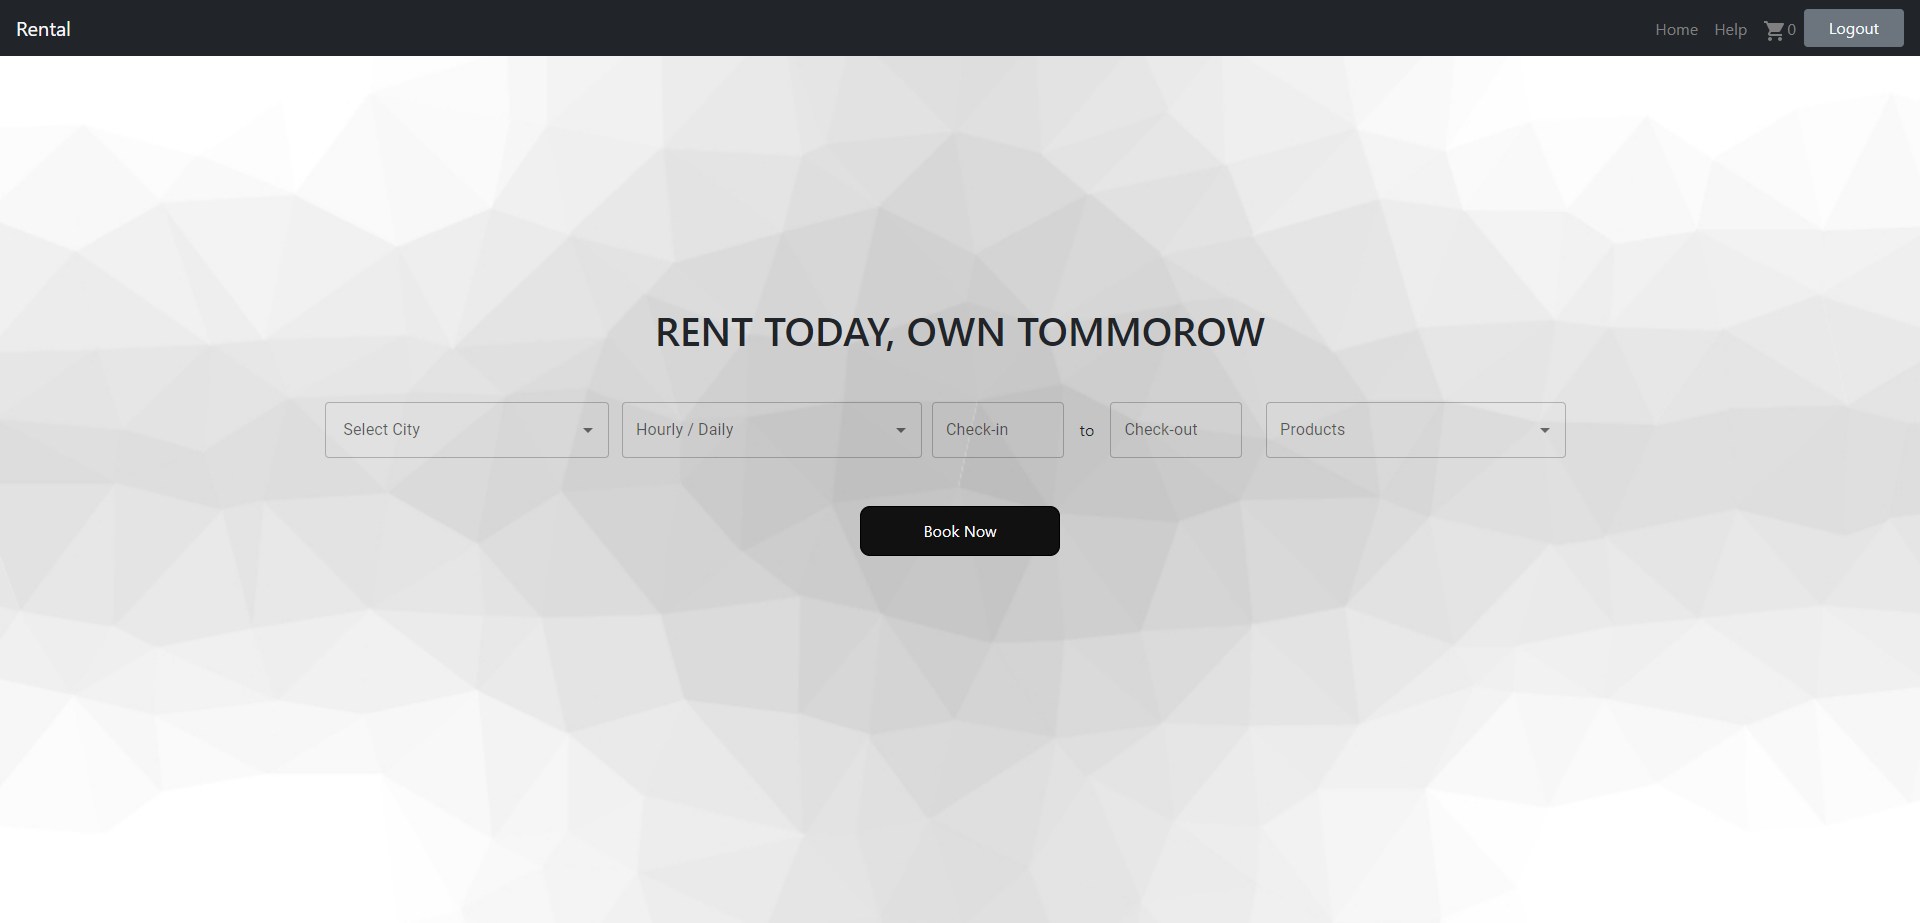 Rental
Home Help 0 Logout
RENT TODAY, OWN TOMMOROW
Select City Hourly / Daily Check-in to Check-out Products
Book Now